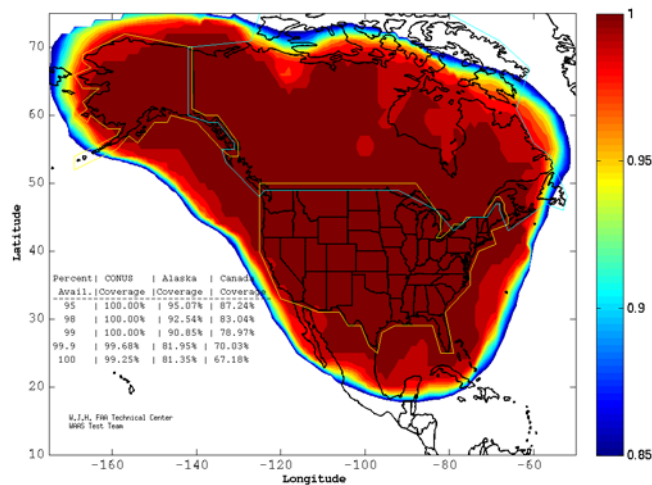 70
60
50
40
30
20
10
Latitude
Percent| CONUS | Alaska | Canad
Avail.|Coverage |Coverage | Coverage
95 | 100.00% | 95.07% | 87.24%
98 | 100.00% | 92.54% | 83.04%
99 | 100.00% | 90.85% | 78.97%
99.9 | 99.68% | 81.95% | 70.03%
100 | 99.25% | 81.35% | 67.18%
W.J.H. FAA Technical Center
WAAS Test Team
-160 -140 -120 -100 -80 -60
Longitude
1
0.95
0.9
0.85